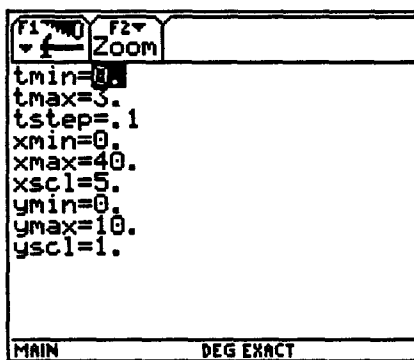 F1 F2
Zoom
tmin=0.
tmax=3.
tstep=.1
xmin=0.
xmax=40.
xscl=5.
ymin=0.
ymax=10.
yscl=1.
MAIN DEG EXACT